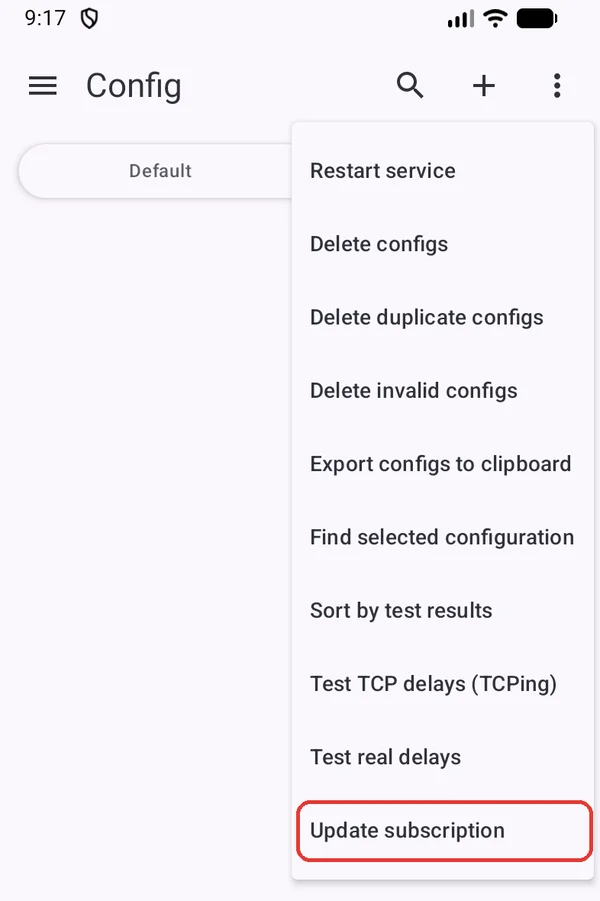 9:17
Config
Default
Restart service
Delete configs
Delete duplicate configs
Delete invalid configs
Export configs to clipboard
Find selected configuration
Sort by test results
Test TCP delays (TCPing)
Test real delays
Update subscription